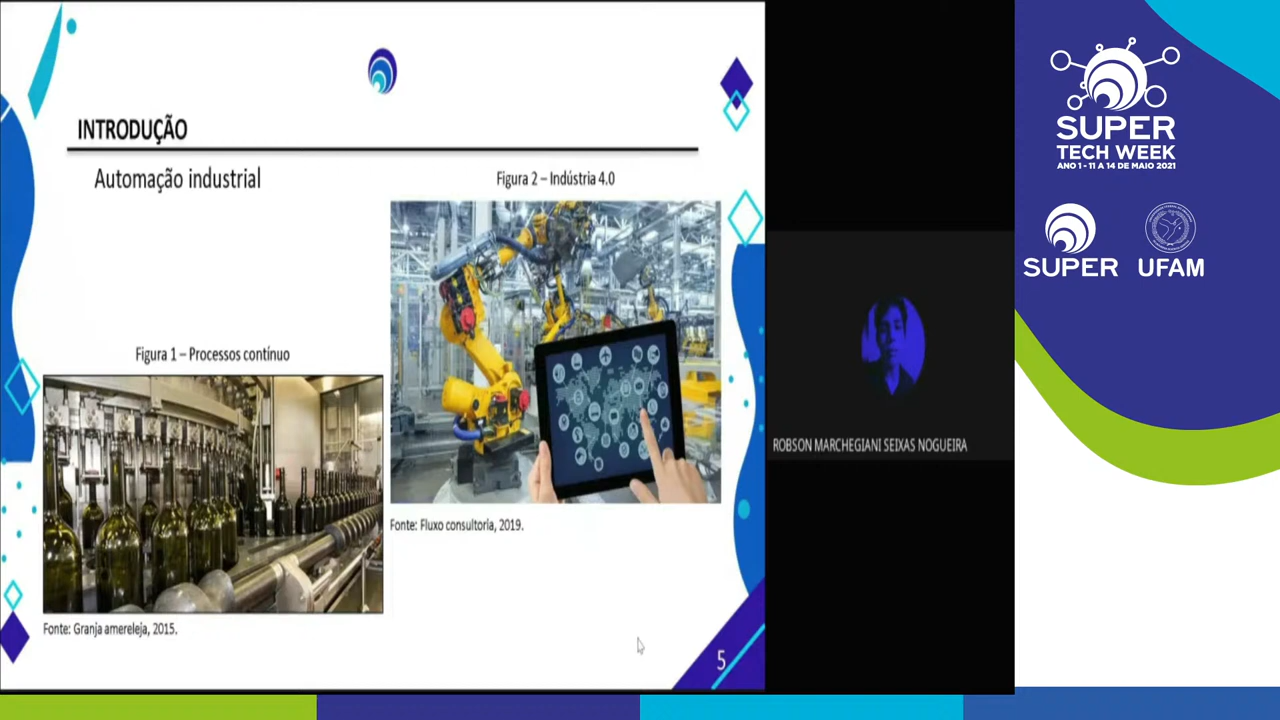 INTRODUÇÃO
Automação industrial
Figura 2 – Indústria 4.0
Figura 1 – Processos contínuo
Fonte: Fluxo consultoria, 2019.
Fonte: Granja amereleja, 2015.
5
ROBSON MARCHEGIANI SEIXAS NOGUEIRA
SUPER
TECH WEEK
ANO 1 - 11 A 14 DE MAIO 2021
SUPER
UFAM